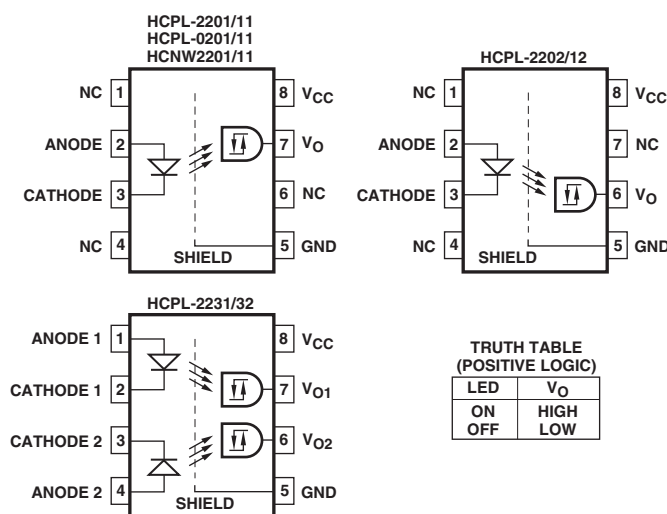 HCPL-2201/11
HCPL-0201/11
HCNW2201/11
NC 1
ANODE 2
CATHODE 3
NC 4
8 VCC
7 VO
6 NC
5 GND
SHIELD
HCPL-2202/12
NC 1
ANODE 2
CATHODE 3
NC 4
8 VCC
7 NC
6 VO
5 GND
SHIELD
HCPL-2231/32
ANODE 1 1
CATHODE 1 2
CATHODE 2 3
ANODE 2 4
8 VCC
7 VO1
6 VO2
5 GND
SHIELD
TRUTH TABLE
(POSITIVE LOGIC)
LED VO
ON HIGH
OFF LOW